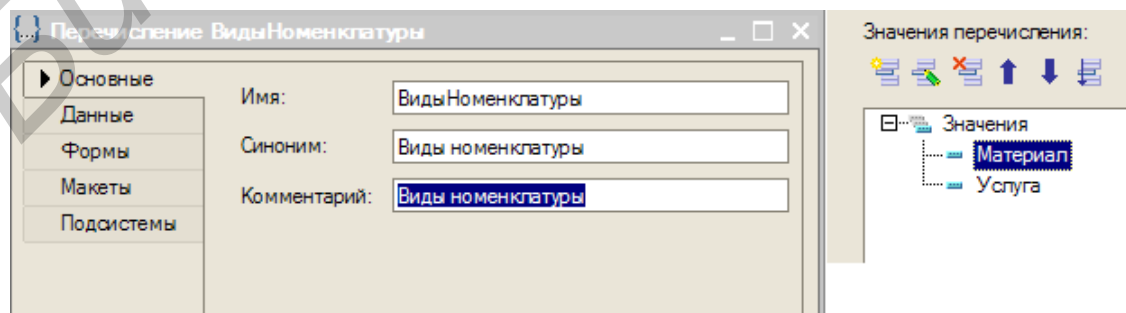 Перечисление ВидыНоменклатуры
Основные
Данные
Формы
Макеты
Подсистемы
Имя: ВидыНоменклатуры
Синоним: Виды номенклатуры
Комментарий: Виды номенклатуры
Значения перечисления:
Значения
Материал
Услуга